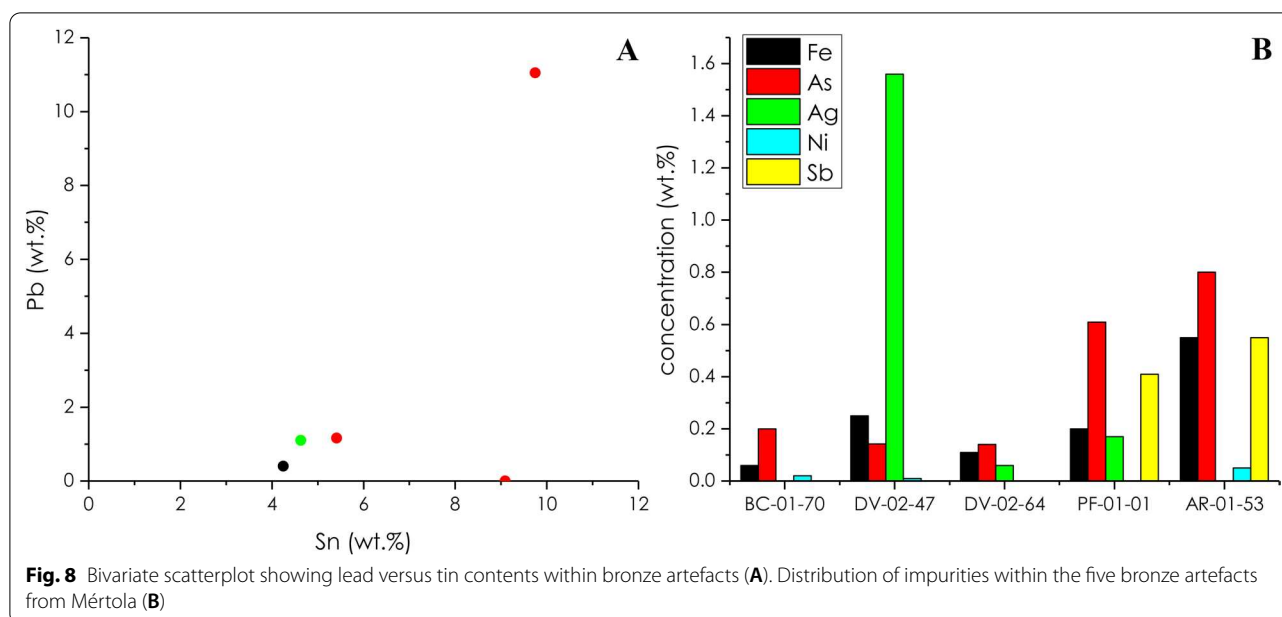 A
12
10
8
6
4
2
0
Pb (wt.%)
0 2 4 6 8 10 12
Sn (wt.%)
B
Fe
As
Ag
Ni
Sb
1.6
1.4
1.2
1.0
0.8
0.6
0.4
0.2
0.0
concentration (wt.%)
BC-01-70 DV-02-47 DV-02-64 PF-01-01 AR-01-53
Fig. 8 Bivariate scatterplot showing lead versus tin contents within bronze artefacts (A). Distribution of impurities within the five bronze artefacts
from Mértola (B)